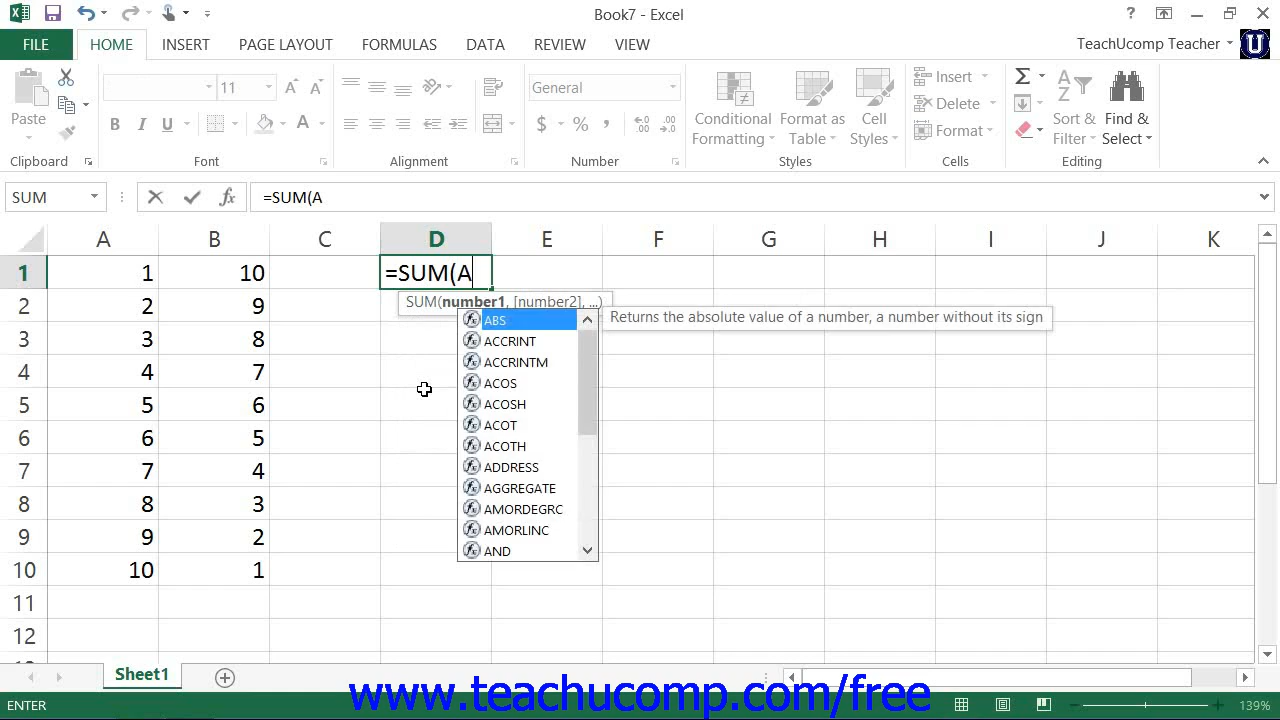 Book7 - Excel
?
FILE HOME INSERT PAGE LAYOUT FORMULAS DATA REVIEW VIEW TeachUcomp Teacher U
11 General Insert
Delete
Format
Paste
B I U A $ % ,
Conditional Formatting Format as Table Cell Styles
Sort & Filter Find & Select
Clipboard Font Alignment Number Styles Cells Editing
SUM fx =SUM(A
A B C D E F G H I J K
1 1 10 =SUM(A
2 2 9 SUM(number1, [number2], ...)
ABS Returns the absolute value of a number, a number without its sign
3 3 8 ACCRINT
ACCRINTM
4 4 7 ACOS
5 5 6 ACOSH
ACOT
6 6 5 ACOTH
7 7 4 ADDRESS
8 8 3 AGGREGATE
AMORDEGRC
9 9 2 AMORLINC
AND
10 10 1
11
12
Sheet1
www.teachucomp.com/free
ENTER 139%